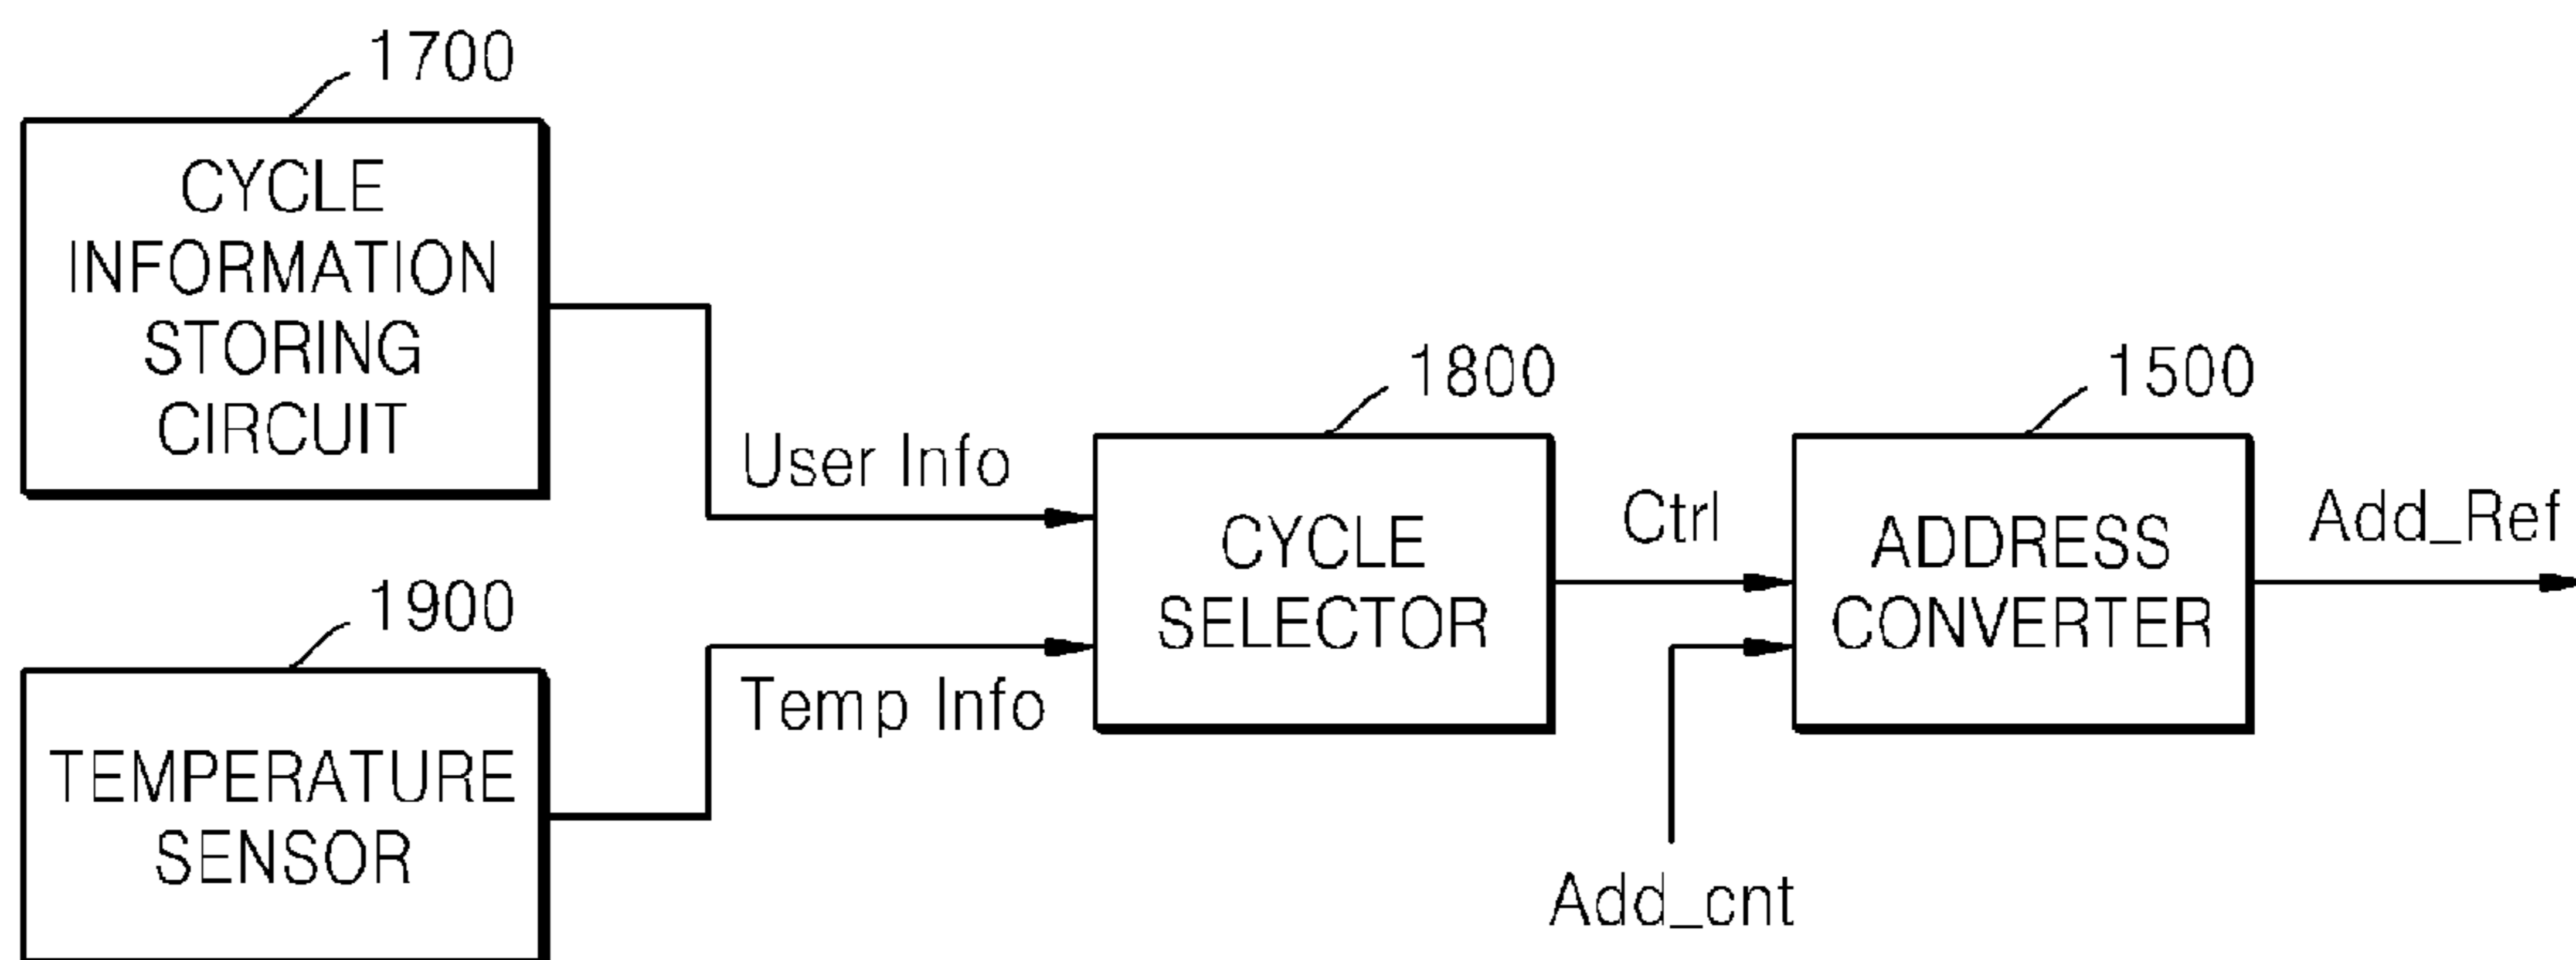 1700
CYCLE
INFORMATION
STORING
CIRCUIT
User Info
1900
TEMPERATURE
SENSOR
Temp Info
1800
CYCLE
SELECTOR
Ctrl
1500
ADDRESS
CONVERTER
Add_cnt
Add_Ref